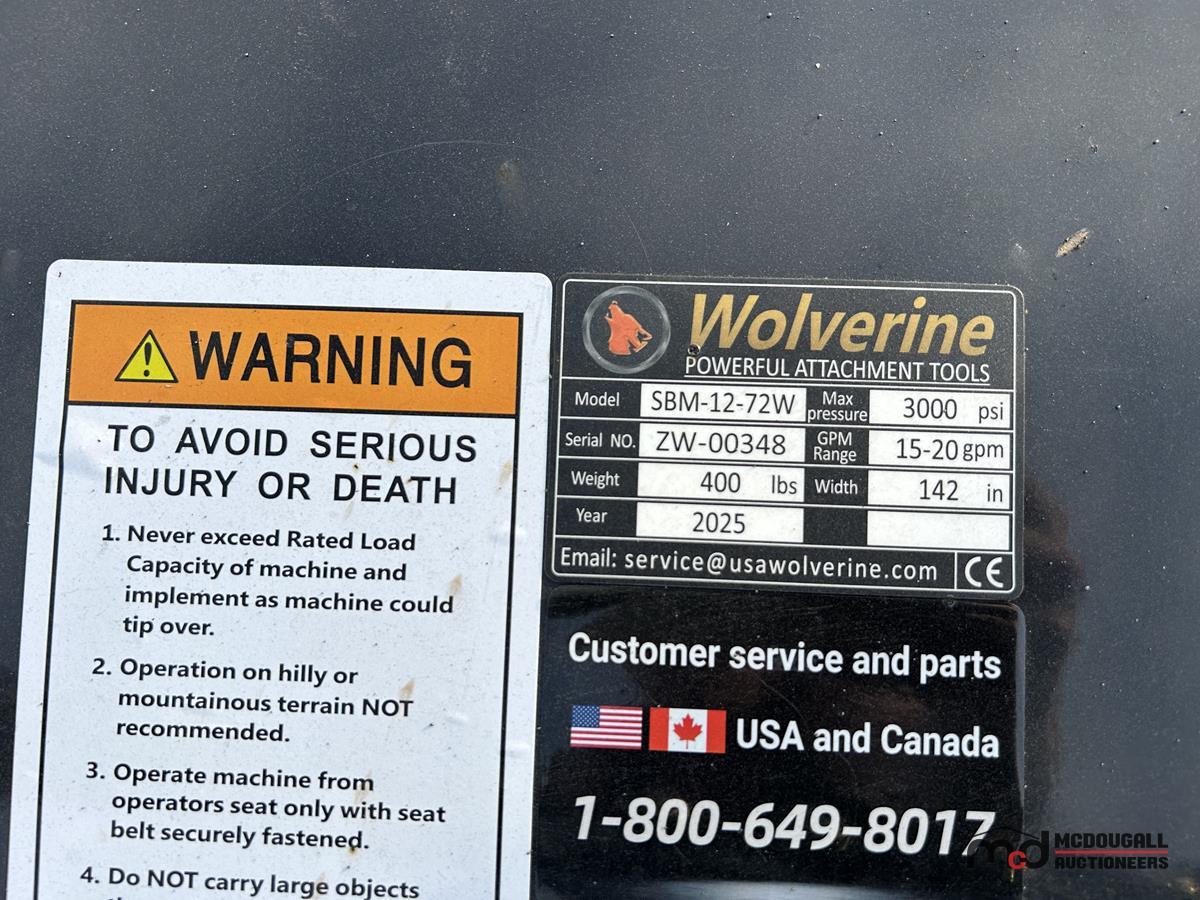 WARNING
TO AVOID SERIOUS
INJURY OR DEATH
1. Never exceed Rated Load
Capacity of machine and
implement as machine could
tip over.
2. Operation on hilly or
mountainous terrain NOT
recommended.
3. Operate machine from
operators seat only with seat
belt securely fastened.
4. Do NOT carry large objects
Wolverine
POWERFUL ATTACHMENT TOOLS
Model SBM-12-72W Max pressure 3000 psi
Serial NO. ZW-00348 GPM Range 15-20 gpm
Weight 400 lbs Width 142 in
Year 2025
Email: service@usawolverine.com CE
Customer service and parts
USA and Canada
1-800-649-8017
mcd MCDOUGALL
AUCTIONEERS